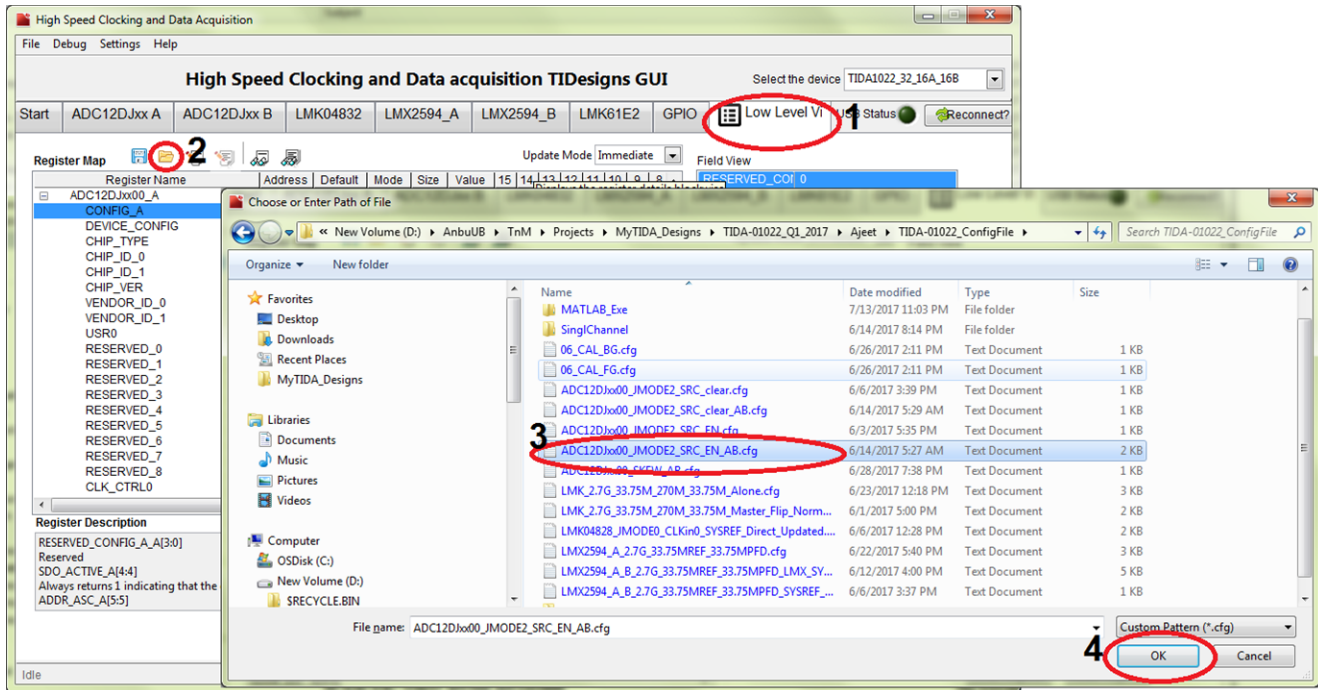 High Speed Clocking and Data Acquisition
File Debug Settings Help
High Speed Clocking and Data acquisition TIDesigns GUI
Select the device TIDA1022_32_16A_16B
Start ADC12DJxx A ADC12DJxx B LMK04832 LMX2594_A LMX2594_B LMK61E2 GPIO Low Level Vi 1 USB Status Reconnect?
2
Register Map Update Mode Immediate Field View
Register Name Address Default Mode Size Value 15 14 13 12 11 10 9 8 RESERVED_COI 0
ADC12DJxx00_A
CONFIG_A
DEVICE_CONFIG
CHIP_TYPE
CHIP_ID_0
CHIP_ID_1
CHIP_VER
VENDOR_ID_0
VENDOR_ID_1
USR0
RESERVED_0
RESERVED_1
RESERVED_2
RESERVED_3
RESERVED_4
RESERVED_5
RESERVED_6
RESERVED_7
RESERVED_8
CLK_CTRL0
Register Description
RESERVED_CONFIG_A_A[3:0]
Reserved
SDO_ACTIVE_A[4:4]
Always returns 1 indicating that the
ADDR_ASC_A[5:5]
Idle
Choose or Enter Path of File
« New Volume (D:) AnbuUB TnM Projects MyTIDA_Designs TIDA-01022_Q1_2017 Ajeet TIDA-01022_ConfigFile Search TIDA-01022_ConfigFile
Organize New folder
Favorites
Desktop
Downloads
Recent Places
MyTIDA_Designs
Libraries
Documents
Music
Pictures
Videos
Computer
OSDisk (C:)
New Volume (D:)
$RECYCLE.BIN
Name Date modified Type Size
MATLAB_Exe 7/13/2017 11:03 PM File folder
SinglChannel 6/14/2017 8:14 PM File folder
06_CAL_BG.cfg 6/26/2017 2:11 PM Text Document 1 KB
06_CAL_FG.cfg 6/26/2017 2:11 PM Text Document 1 KB
ADC12DJxx00_JMODE2_SRC_clear.cfg 6/6/2017 3:39 PM Text Document 1 KB
ADC12DJxx00_JMODE2_SRC_clear_AB.cfg 6/14/2017 5:29 AM Text Document 1 KB
ADC12DJxx00_JMODE2_SRC_EN.cfg 6/3/2017 5:35 PM Text Document 1 KB
3
ADC12DJxx00_JMODE2_SRC_EN_AB.cfg 6/14/2017 5:27 AM Text Document 2 KB
ADC12DJxx00_SKEW_AB.cfg 6/28/2017 7:38 PM Text Document 1 KB
LMK_2.7G_33.75M_270M_33.75M_Alone.cfg 6/23/2017 12:18 PM Text Document 3 KB
LMK_2.7G_33.75M_270M_33.75M_Master_Flip_Norm... 6/1/2017 5:00 PM Text Document 2 KB
LMK04828_JMODE0_CLKin0_SYSREF_Direct_Updated.... 6/6/2017 12:28 PM Text Document 2 KB
LMX2594_A_2.7G_33.75MREF_33.75MPFD.cfg 6/22/2017 5:40 PM Text Document 3 KB
LMX2594_A_B_2.7G_33.75MREF_33.75MPFD_LMX_SY... 6/12/2017 4:00 PM Text Document 5 KB
LMX2594_A_B_2.7G_33.75MREF_33.75MPFD_SYSREF_... 6/6/2017 3:37 PM Text Document 1 KB
File name: ADC12DJxx00_JMODE2_SRC_EN_AB.cfg Custom Pattern (*.cfg)
4 OK Cancel